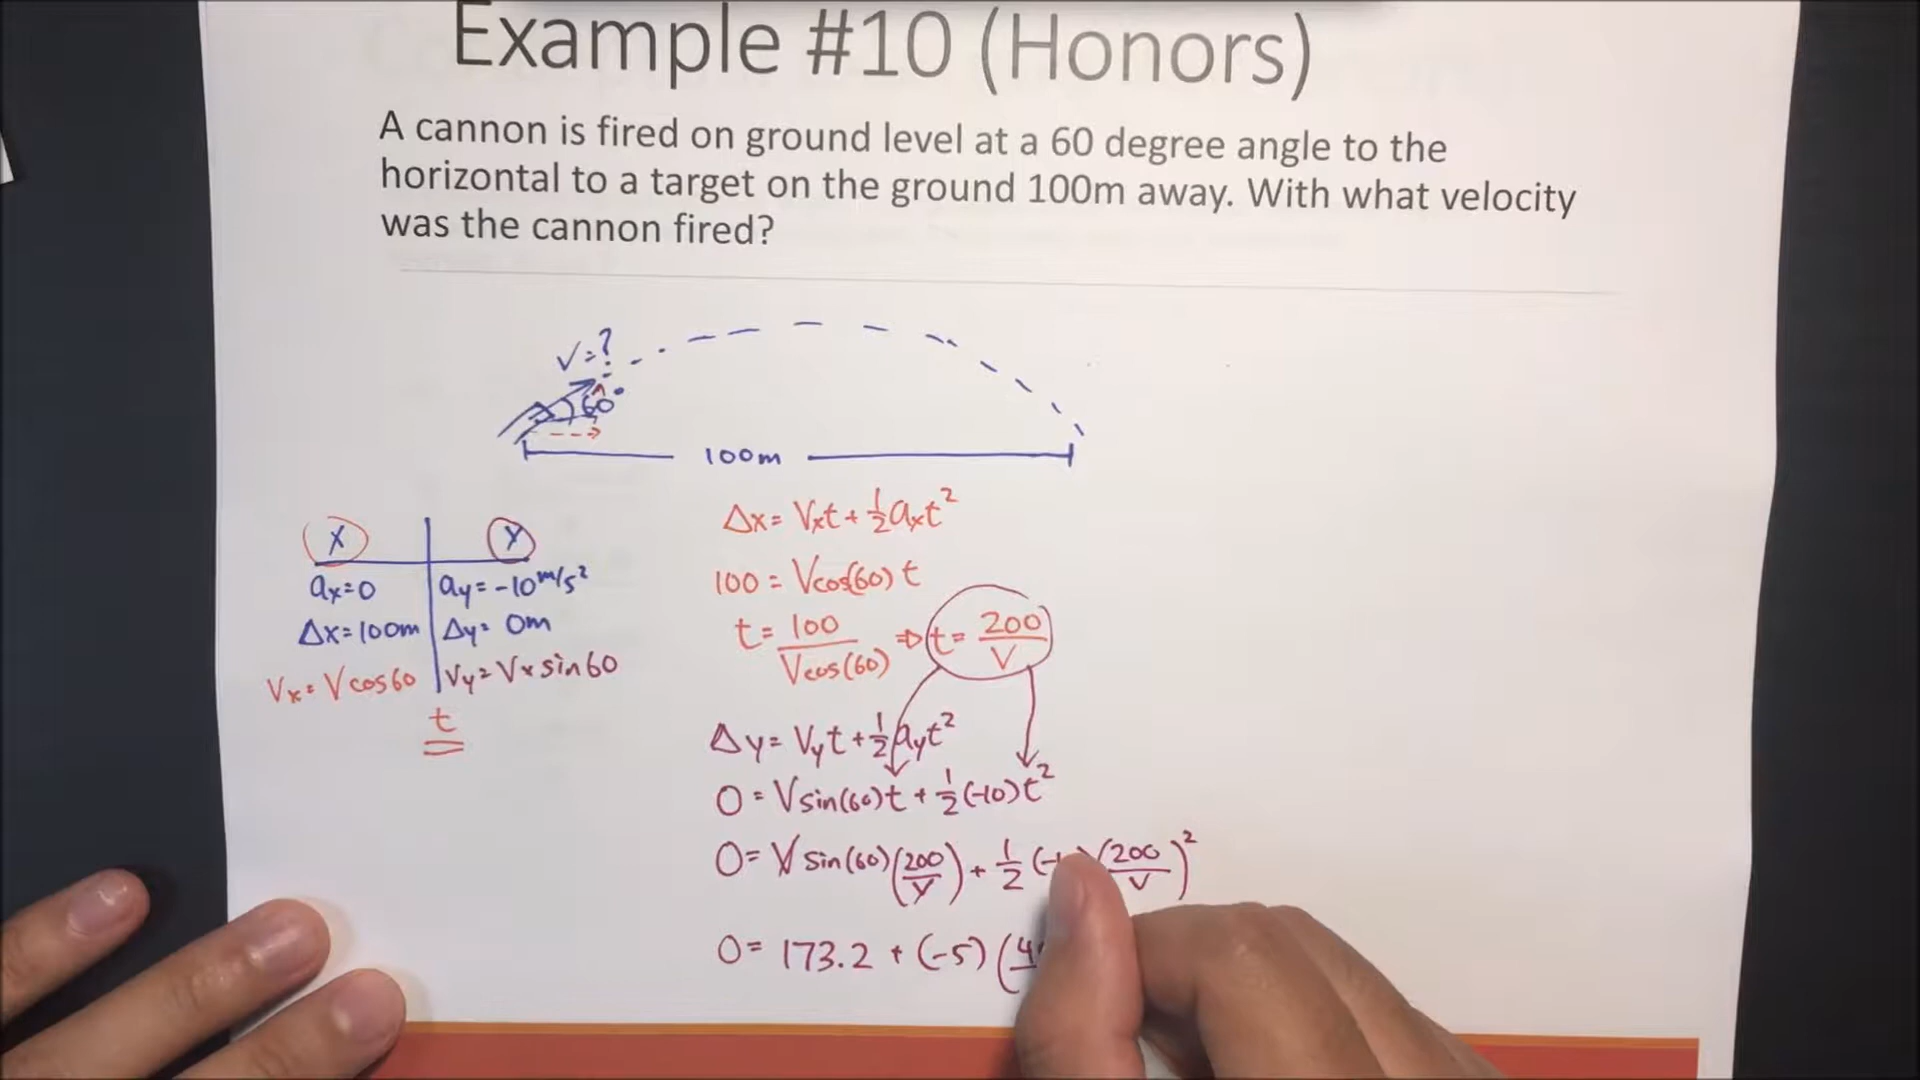 Example #10 (Honors)
A cannon is fired on ground level at a 60 degree angle to the
horizontal to a target on the ground 100m away. With what velocity
was the cannon fired?
V=?
60
100m
X Y
ax=0 ay=-10 m/s²
Δx=100m Δy= 0m
Vx=Vcos60 Vy=V×sin60
t
Δx= Vxt+½axt²
100 = Vcos(60) t
t= 100/Vcos(60) ⇒ t= 200/V
Δy= Vyt+½ayt²
0 = Vsin(60)t + ½(-10)t²
0= V sin(60)(200/V) + ½(-1 (200/V)²
0= 173.2 + (-5)(4